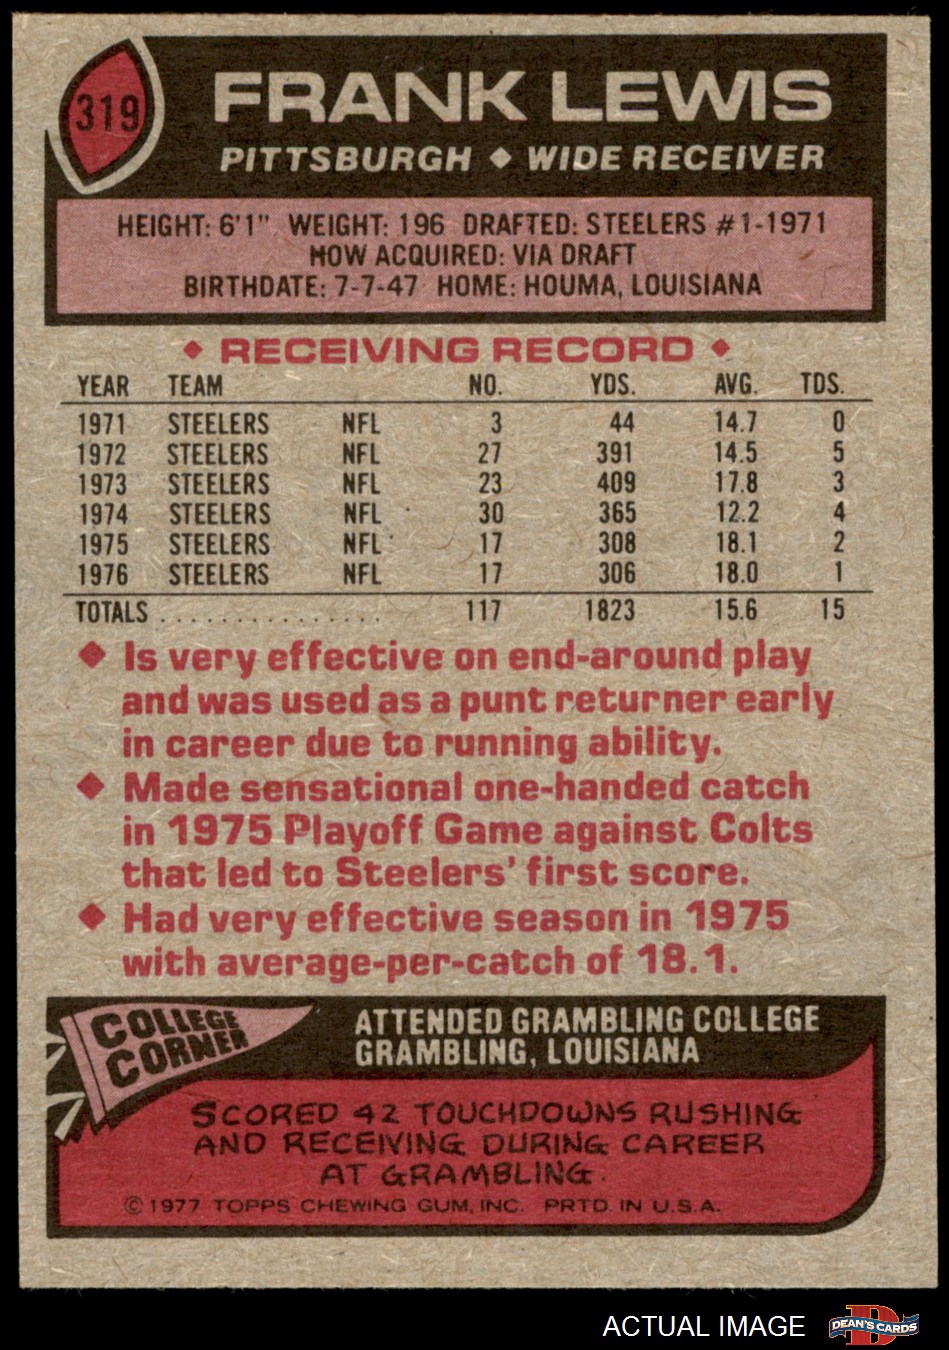 319
FRANK LEWIS
PITTSBURGH ◆ WIDE RECEIVER
HEIGHT: 6'1" WEIGHT: 196 DRAFTED: STEELERS #1-1971
HOW ACQUIRED: VIA DRAFT
BIRTHDATE: 7-7-47 HOME: HOUMA, LOUISIANA
◆ RECEIVING RECORD ◆
YEAR TEAM NO. YDS. AVG. TDS.
1971 STEELERS NFL 3 44 14.7 0
1972 STEELERS NFL 27 391 14.5 5
1973 STEELERS NFL 23 409 17.8 3
1974 STEELERS NFL 30 365 12.2 4
1975 STEELERS NFL 17 308 18.1 2
1976 STEELERS NFL 17 306 18.0 1
TOTALS . . . . . . . . . . . . . . . 117 1823 15.6 15
◆ Is very effective on end-around play
and was used as a punt returner early
in career due to running ability.
◆ Made sensational one-handed catch
in 1975 Playoff Game against Colts
that led to Steelers' first score.
◆ Had very effective season in 1975
with average-per-catch of 18.1.
COLLEGE
CORNER
ATTENDED GRAMBLING COLLEGE
GRAMBLING, LOUISIANA
SCORED 42 TOUCHDOWNS RUSHING
AND RECEIVING DURING CAREER
AT GRAMBLING.
© 1977 TOPPS CHEWING GUM, INC. PRTD. IN U.S.A.
ACTUAL IMAGE
D
DEAN'S CARDS